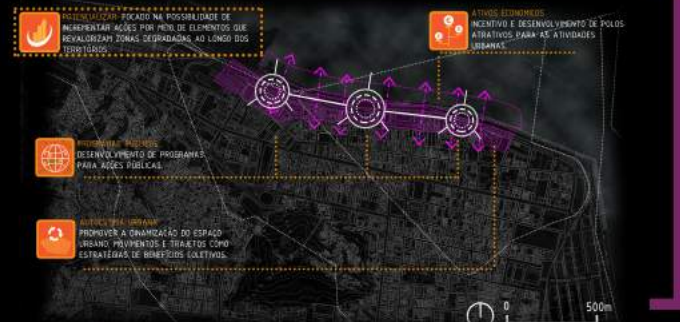 POTENCIALIZAR: FOCADO NA POSSIBILIDADE DE
INCREMENTAR AÇÕES POR MEIO DE ELEMENTOS QUE
REVALORIZAM ZONAS DEGRADADAS AO LONGO DOS
TERRITÓRIOS.
ATIVOS ECONÔMICOS
INCENTIVO E DESENVOLVIMENTO DE POLOS
ATRATIVOS PARA AS ATIVIDADES
URBANAS.
PROGRAMAS PÚBLICOS
DESENVOLVIMENTO DE PROGRAMAS
PARA AÇÕES PÚBLICAS.
URBANA
PROMOVER A DINAMIZAÇÃO DO ESPAÇO
URBANO, MOVIMENTOS E TRAJETOS COMO
ESTRATÉGIAS DE BENEFÍCIOS COLETIVOS.
0 500m